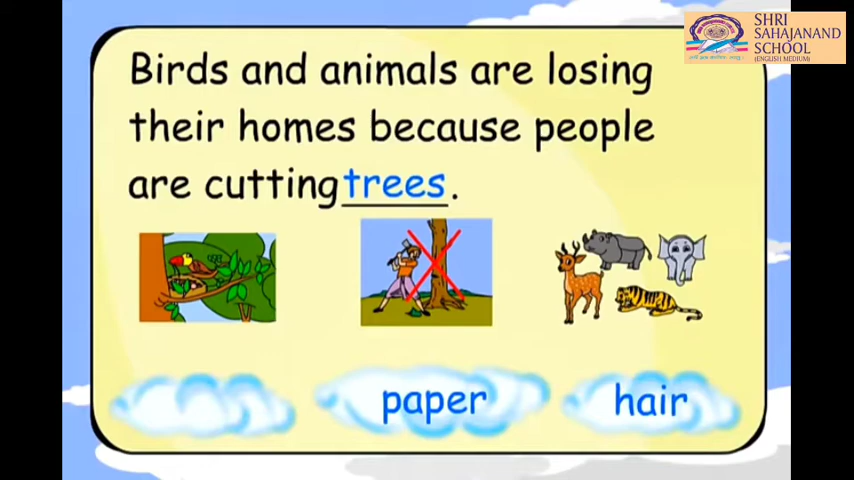 SHRI
SAHAJANAND
SCHOOL
(ENGLISH MEDIUM)
Birds and animals are losing
their homes because people
are cutting trees.
paper
hair